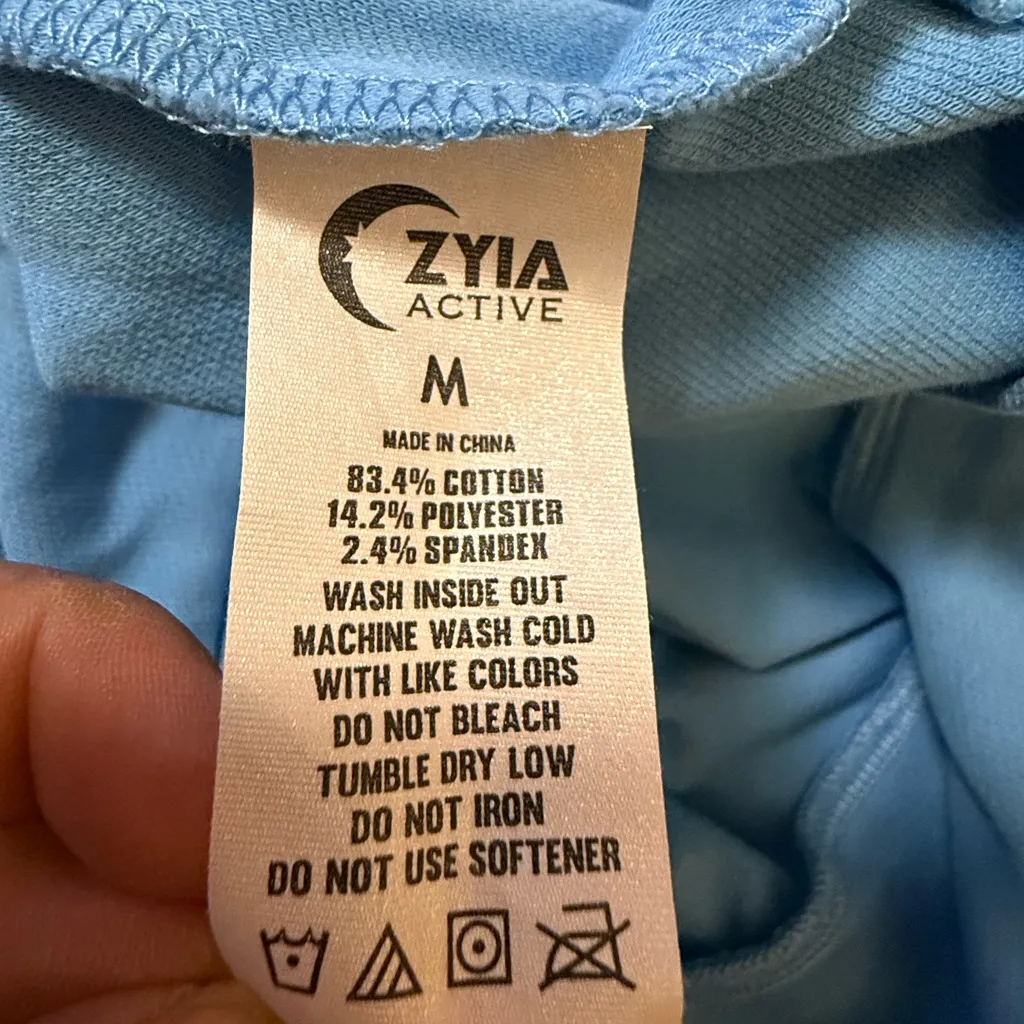 ZYIA
ACTIVE
M
MADE IN CHINA
83.4% COTTON
14.2% POLYESTER
2.4% SPANDEX
WASH INSIDE OUT
MACHINE WASH COLD
WITH LIKE COLORS
DO NOT BLEACH
TUMBLE DRY LOW
DO NOT IRON
DO NOT USE SOFTENER